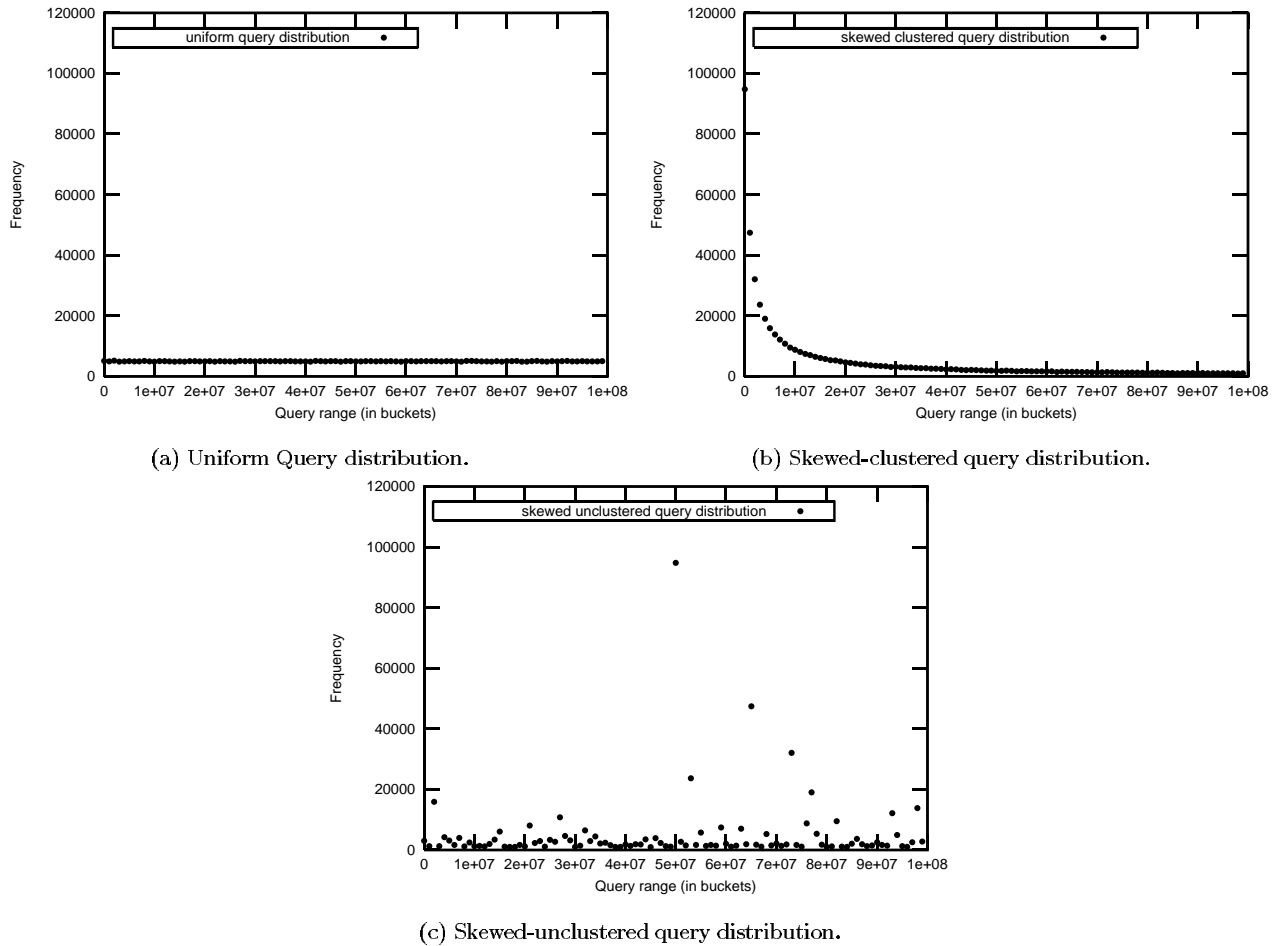 120000
100000
80000
60000
40000
20000
0
Frequency
uniform query distribution
0 1e+07 2e+07 3e+07 4e+07 5e+07 6e+07 7e+07 8e+07 9e+07 1e+08
Query range (in buckets)
(a) Uniform Query distribution.
120000
100000
80000
60000
40000
20000
0
Frequency
skewed clustered query distribution
0 1e+07 2e+07 3e+07 4e+07 5e+07 6e+07 7e+07 8e+07 9e+07 1e+08
Query range (in buckets)
(b) Skewed-clustered query distribution.
120000
100000
80000
60000
40000
20000
0
Frequency
skewed unclustered query distribution
0 1e+07 2e+07 3e+07 4e+07 5e+07 6e+07 7e+07 8e+07 9e+07 1e+08
Query range (in buckets)
(c) Skewed-unclustered query distribution.